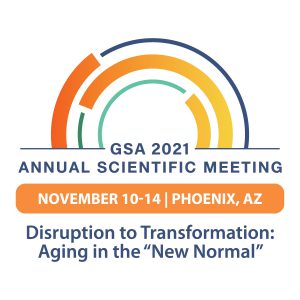 GSA 2021
ANNUAL SCIENTIFIC MEETING
NOVEMBER 10-14 | PHOENIX, AZ
Disruption to Transformation:
Aging in the “New Normal”